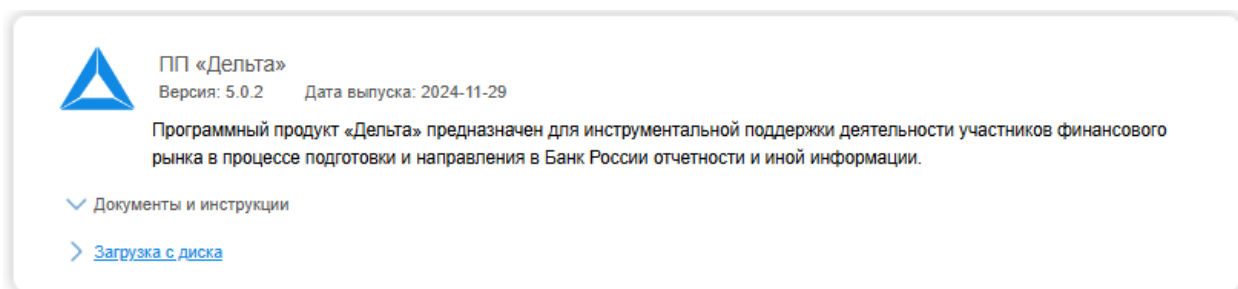 ПП «Дельта»
Версия: 5.0.2 Дата выпуска: 2024-11-29
Программный продукт «Дельта» предназначен для инструментальной поддержки деятельности участников финансового
рынка в процессе подготовки и направления в Банк России отчетности и иной информации.
Документы и инструкции
Загрузка с диска